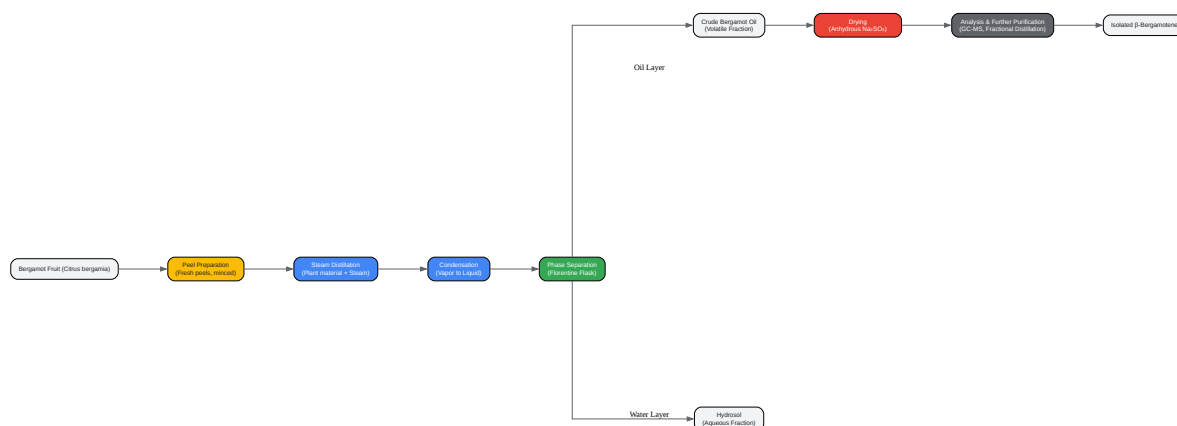 Crude Bergamot Oil
(Volatile Fraction)
Drying
(Anhydrous Na₂SO₄)
Analysis & Further Purification
(GC-MS, Fractional Distillation)
Isolated β-Bergamotene
Oil Layer
Bergamot Fruit (Citrus bergamia)
Peel Preparation
(Fresh peels, minced)
Steam Distillation
(Plant material + Steam)
Condensation
(Vapor to Liquid)
Phase Separation
(Florentine Flask)
Water Layer
Hydrosol
(Aqueous Fraction)